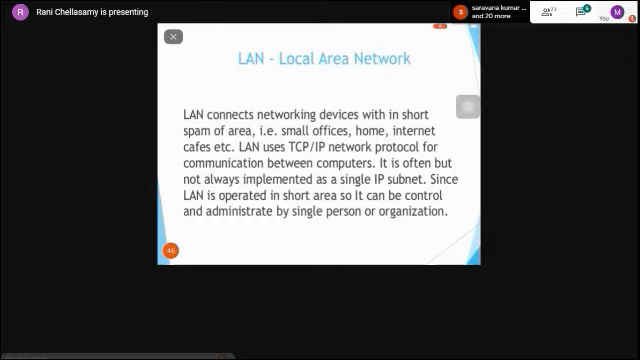 R Rani Chellasamy is presenting
s saravana kumar ...
and 20 more
23
6
You
M
LAN - Local Area Network
LAN connects networking devices with in short
spam of area, i.e. small offices, home, internet
cafes etc. LAN uses TCP/IP network protocol for
communication between computers. It is often but
not always implemented as a single IP subnet. Since
LAN is operated in short area so It can be control
and administrate by single person or organization.
46